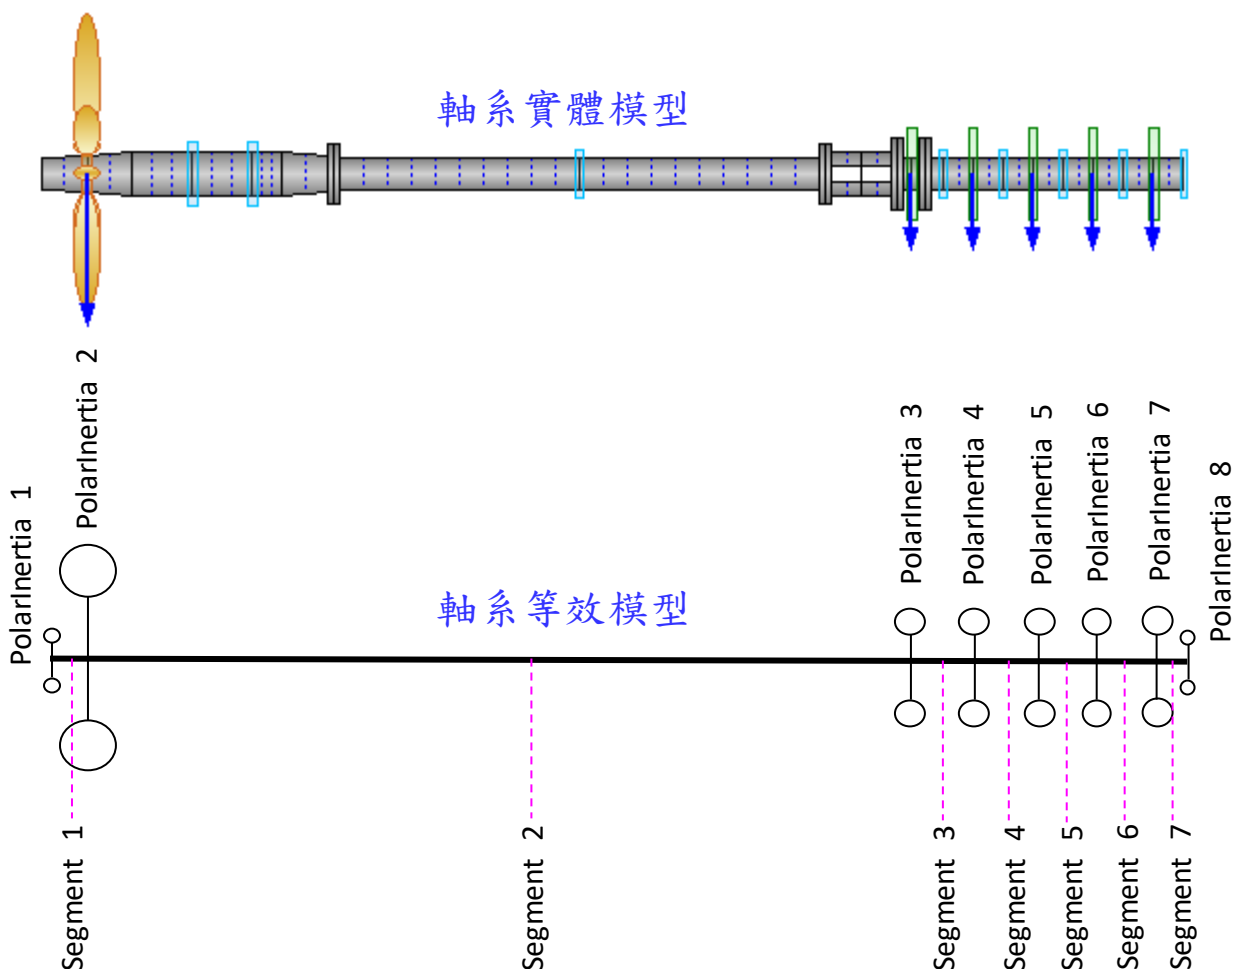 軸系實體模型
PolarInertia 1
PolarInertia 2
PolarInertia 3
PolarInertia 4
PolarInertia 5
PolarInertia 6
PolarInertia 7
PolarInertia 8
軸系等效模型
Segment 1
Segment 2
Segment 3
Segment 4
Segment 5
Segment 6
Segment 7